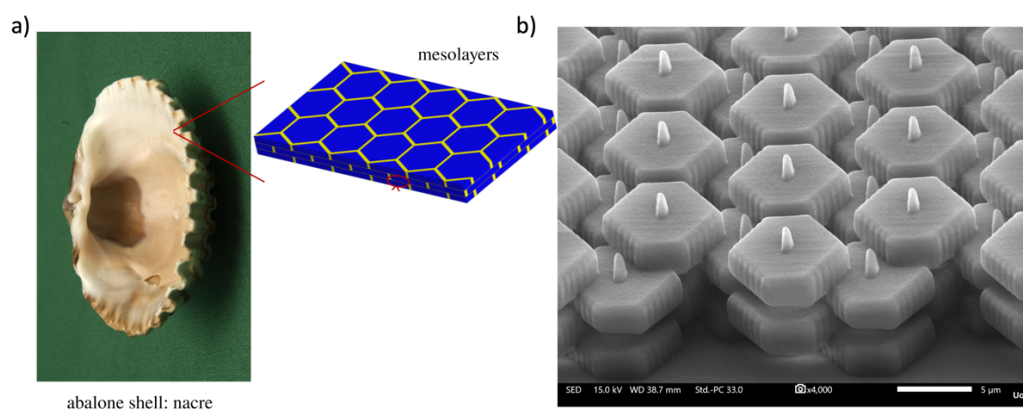 a)
mesolayers
abalone shell: nacre
b)
SED 15.0 kV WD 38.7 mm Std.-PC 33.0 x4,000 5 µm